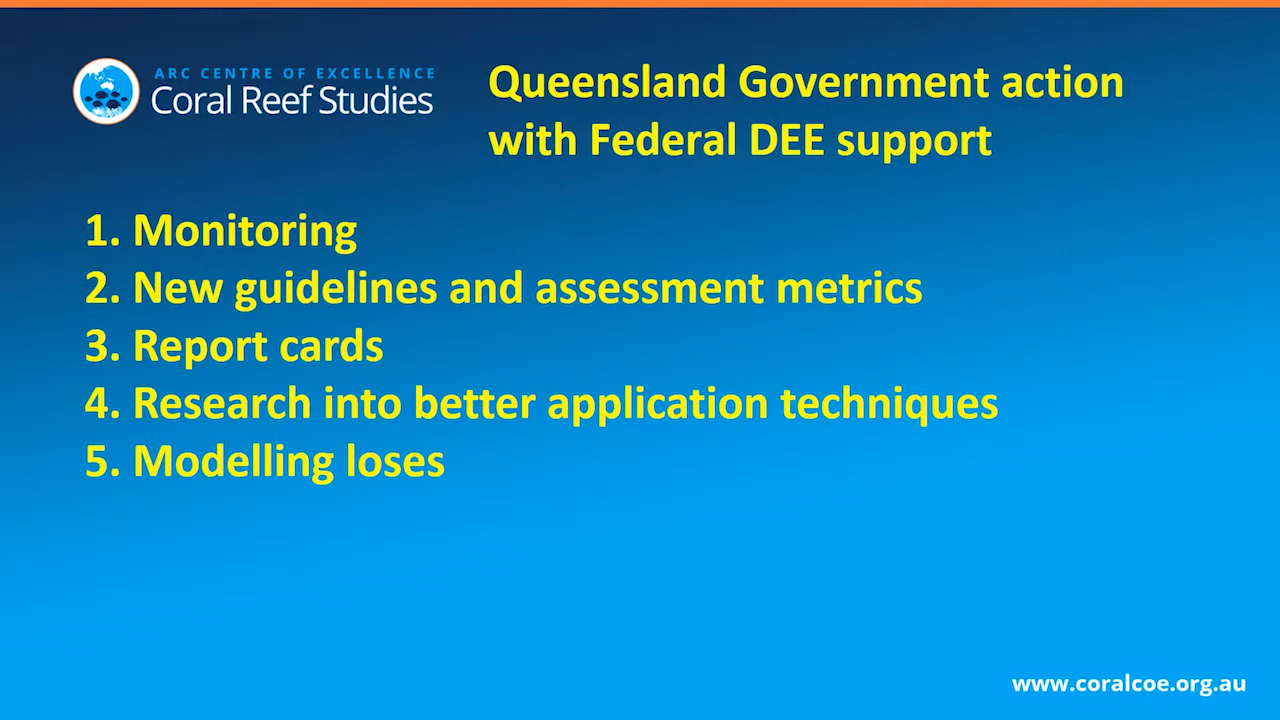 ARC CENTRE OF EXCELLENCE
Coral Reef Studies
Queensland Government action
with Federal DEE support
1. Monitoring
2. New guidelines and assessment metrics
3. Report cards
4. Research into better application techniques
5. Modelling loses
www.coralcoe.org.au